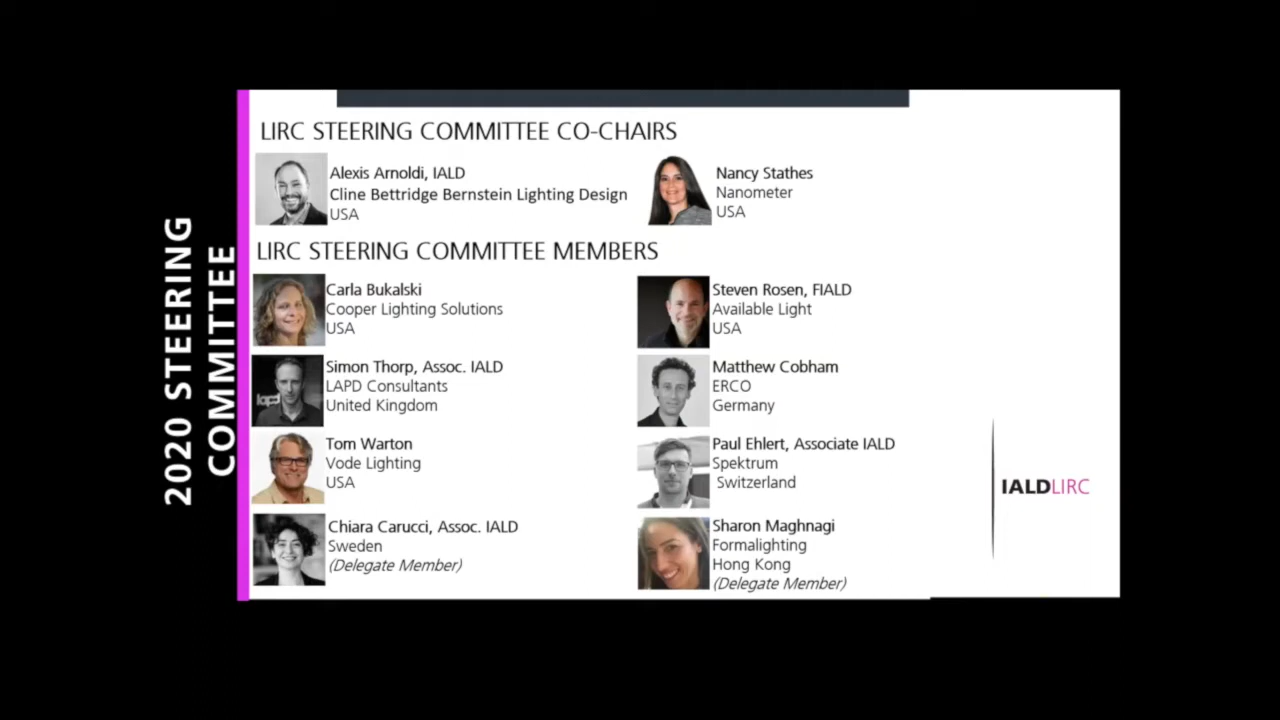 2020 STEERING
COMMITTEE
LIRC STEERING COMMITTEE CO-CHAIRS
Alexis Arnoldi, IALD
Cline Bettridge Bernstein Lighting Design
USA
Nancy Stathes
Nanometer
USA
LIRC STEERING COMMITTEE MEMBERS
Carla Bukalski
Cooper Lighting Solutions
USA
Steven Rosen, FIALD
Available Light
USA
Simon Thorp, Assoc. IALD
LAPD Consultants
United Kingdom
Matthew Cobham
ERCO
Germany
Tom Warton
Vode Lighting
USA
Paul Ehlert, Associate IALD
Spektrum
Switzerland
Chiara Carucci, Assoc. IALD
Sweden
(Delegate Member)
Sharon Maghnagi
Formalighting
Hong Kong
(Delegate Member)
IALDLIRC
lapd